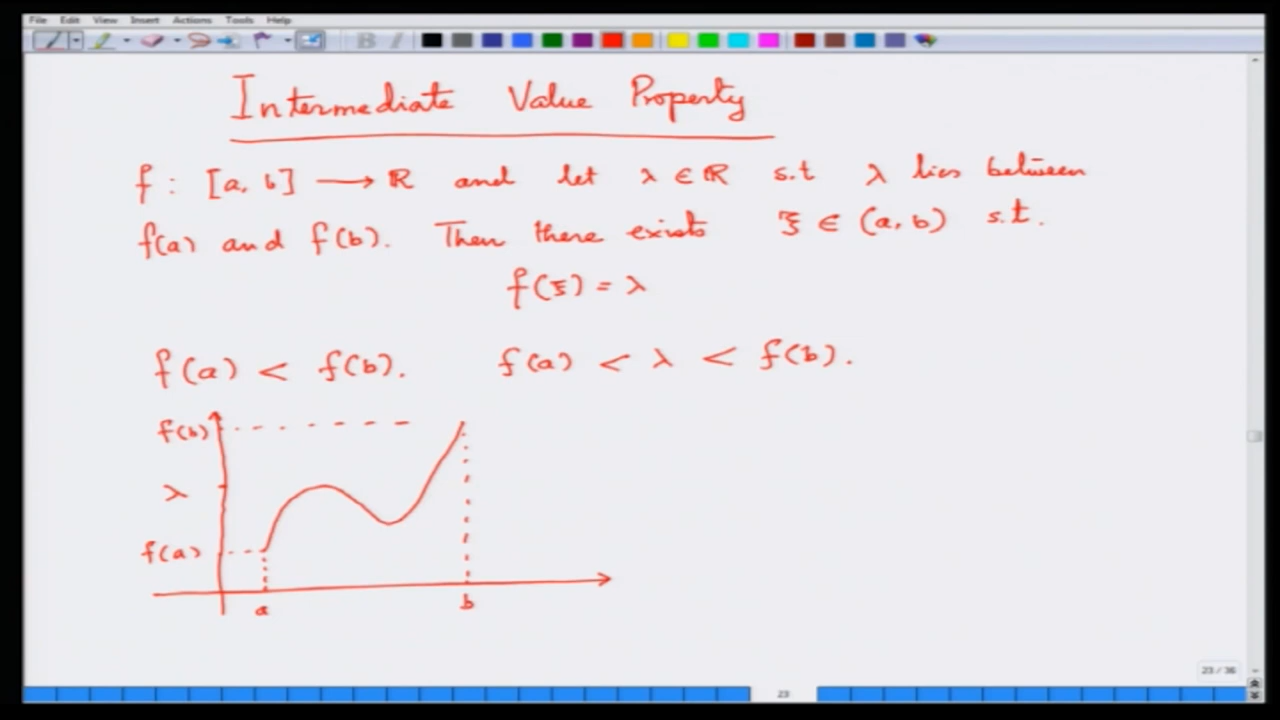 File Edit View Insert Actions Tools Help
Intermediate Value Property
f : [a, b] ⟶ ℝ and let λ ∈ ℝ s.t λ lies between
f(a) and f(b). Then there exists ξ ∈ (a, b) s.t.
f(ξ) = λ
f(a) < f(b). f(a) < λ < f(b).
f(b)
λ
f(a)
a b
23 / 36
23